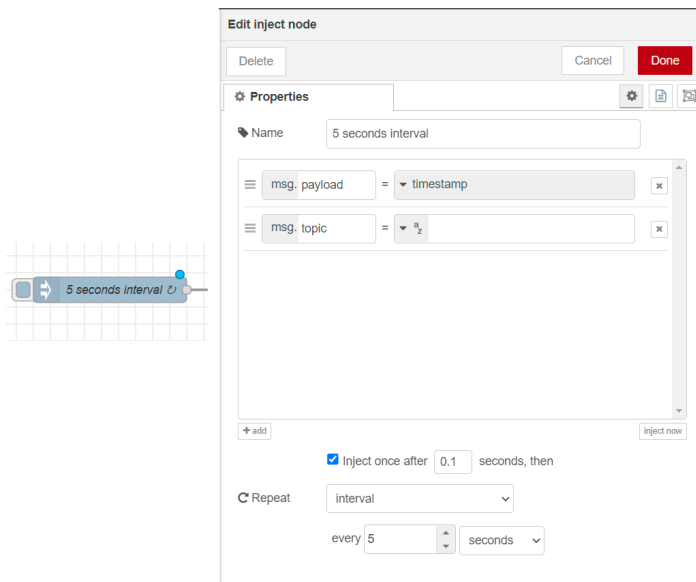 Edit inject node
Delete
Cancel
Done
Properties
Name
5 seconds interval
msg. payload = timestamp
msg. topic = az
5 seconds interval ↻
+ add
inject now
Inject once after 0.1 seconds, then
Repeat
interval
every 5 seconds